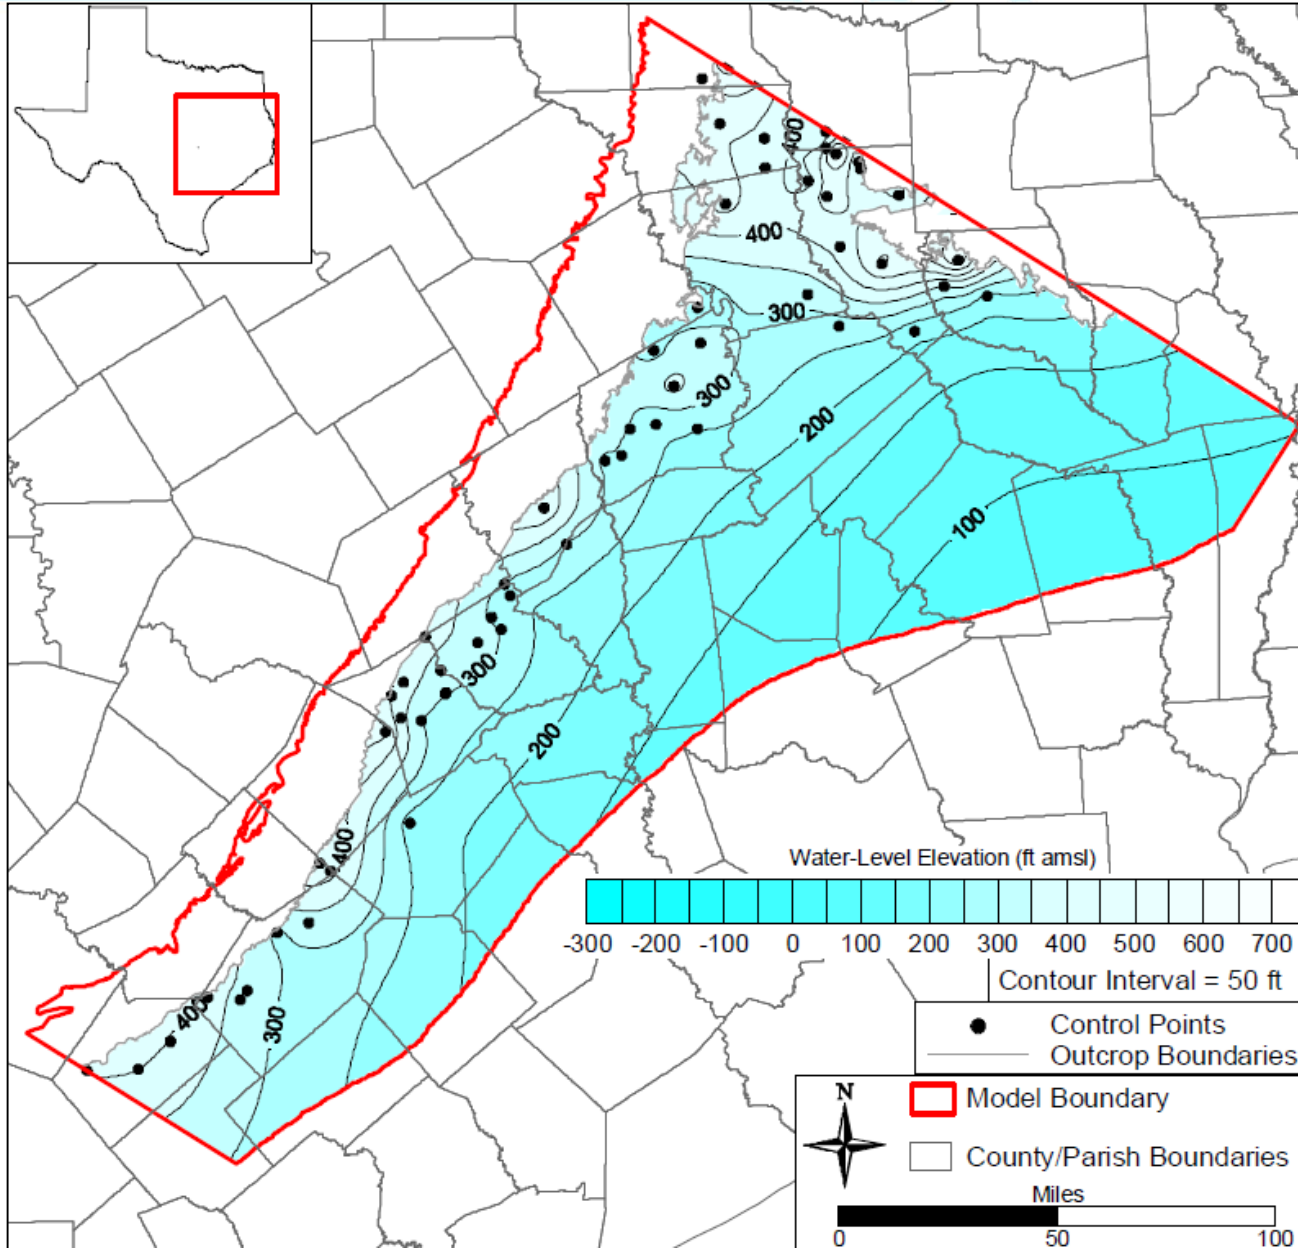 400
400
300
300
200
100
300
200
400
400
300
Water-Level Elevation (ft amsl)
-300 -200 -100 0 100 200 300 400 500 600 700
Contour Interval = 50 ft
Control Points
Outcrop Boundaries
N
Model Boundary
County/Parish Boundaries
Miles
0 50 100